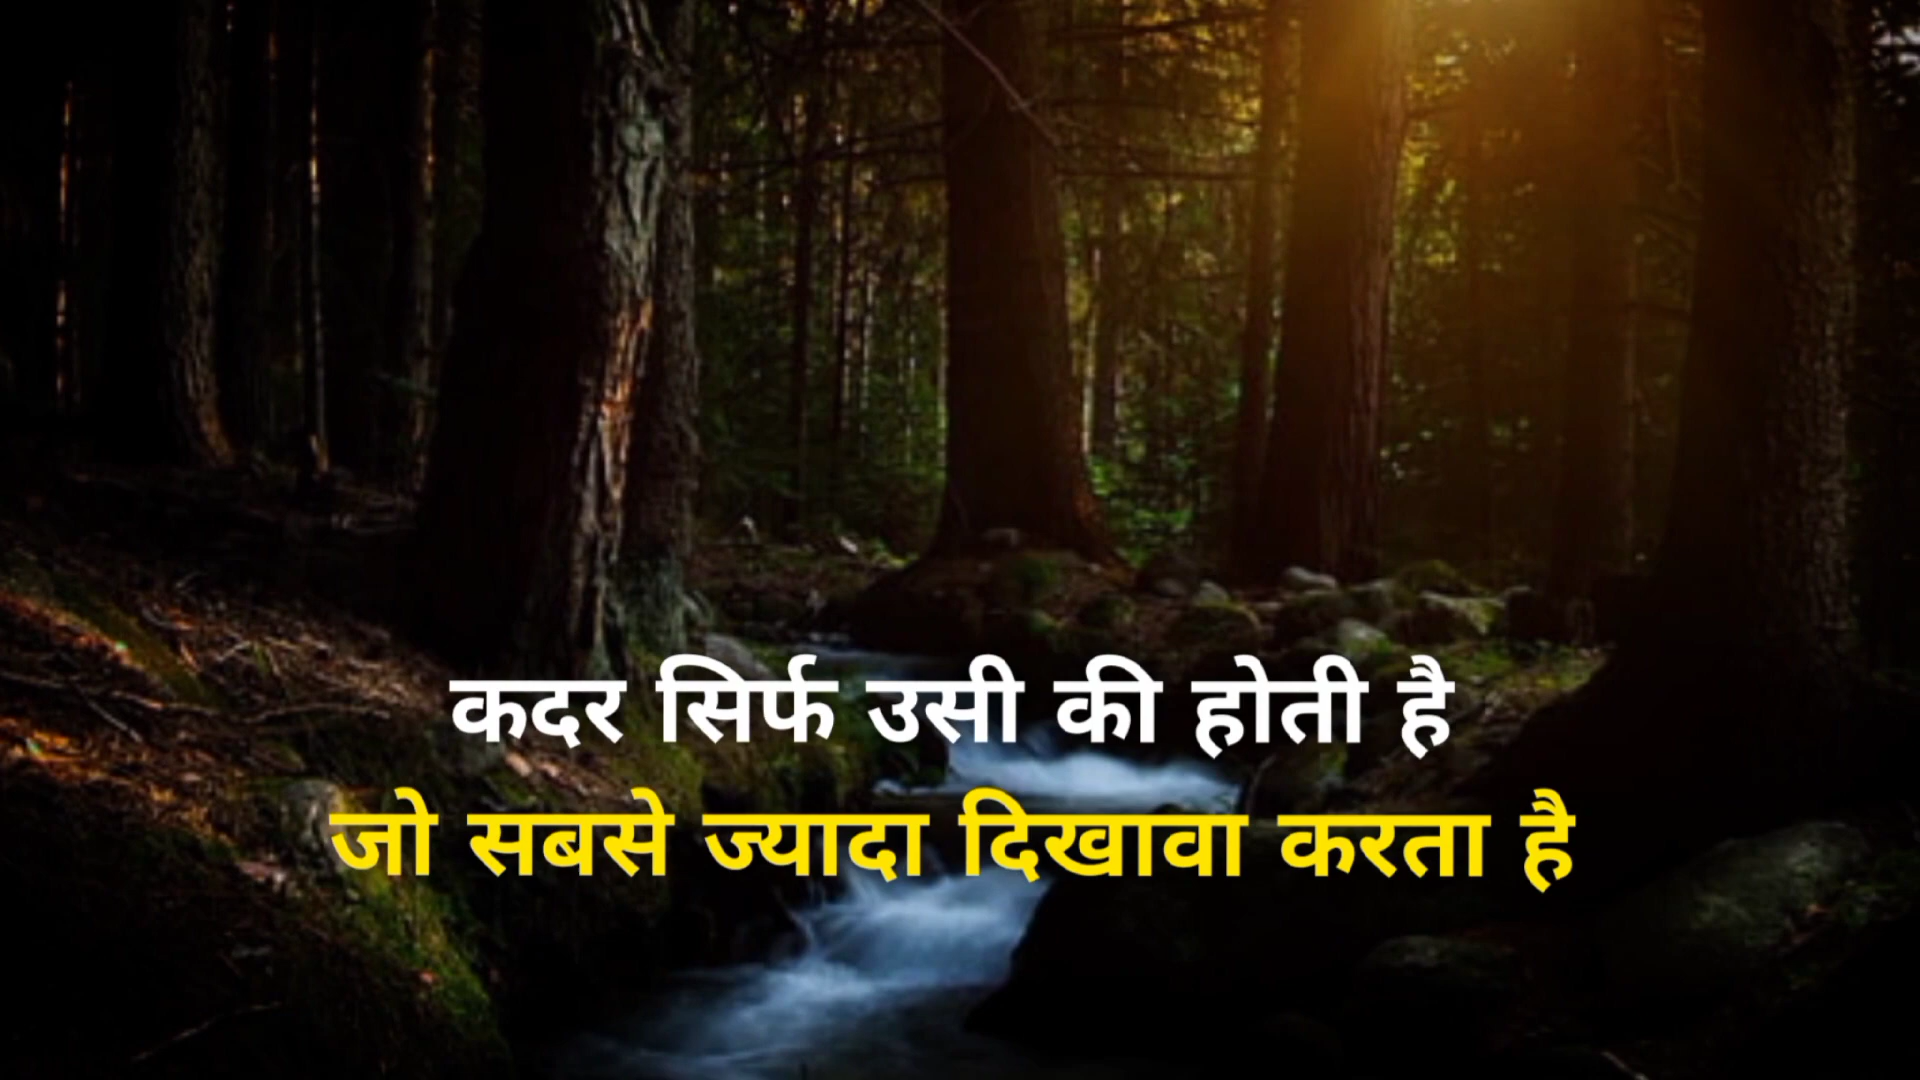 कदर सिर्फ उसी की होती है
जो सबसे ज्यादा दिखावा करता है